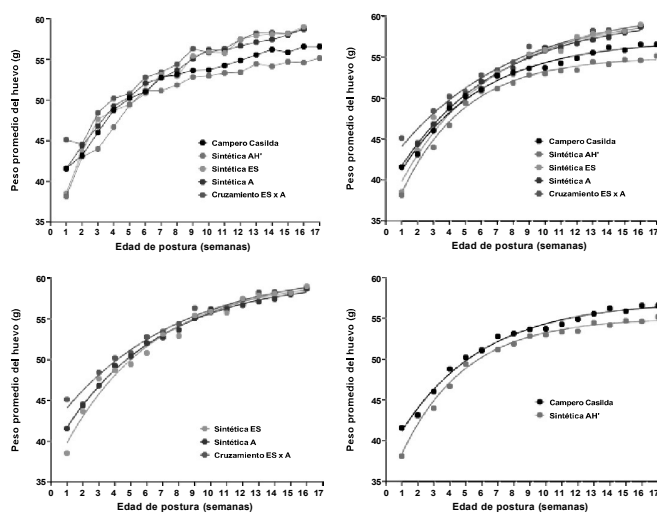 Peso promedio del huevo (g)
60
55
50
45
40
35
0 1 2 3 4 5 6 7 8 9 10 11 12 13 14 15 16 17
Edad de postura (semanas)
Campero Casilda
Sintética AH'
Sintética ES
Sintética A
Cruzamiento ES x A
Peso promedio del huevo (g)
60
55
50
45
40
35
0 1 2 3 4 5 6 7 8 9 10 11 12 13 14 15 16 17
Edad de postura (semanas)
Campero Casilda
Sintética AH'
Sintética ES
Sintética A
Cruzamiento ES x A
Peso promedio del huevo (g)
60
55
50
45
40
35
0 1 2 3 4 5 6 7 8 9 10 11 12 13 14 15 16 17
Edad de postura (semanas)
Sintética ES
Sintética A
Cruzamiento ES x A
Peso promedio del huevo (g)
60
55
50
45
40
35
0 1 2 3 4 5 6 7 8 9 10 11 12 13 14 15 16 17
Edad de postura (semanas)
Campero Casilda
Sintética AH'